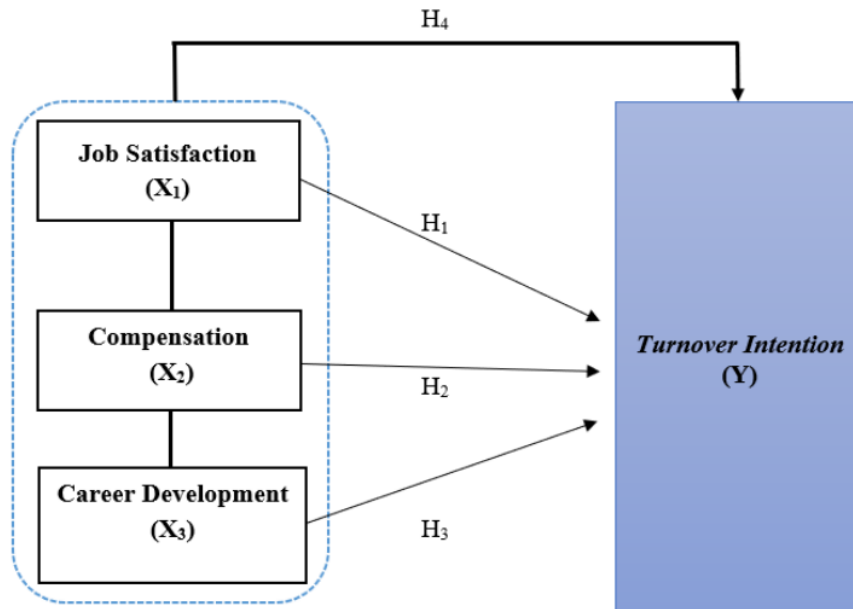 H₄
Job Satisfaction
(X₁)
H₁
Compensation
(X₂)
H₂
Turnover Intention
(Y)
Career Development
(X₃)
H₃